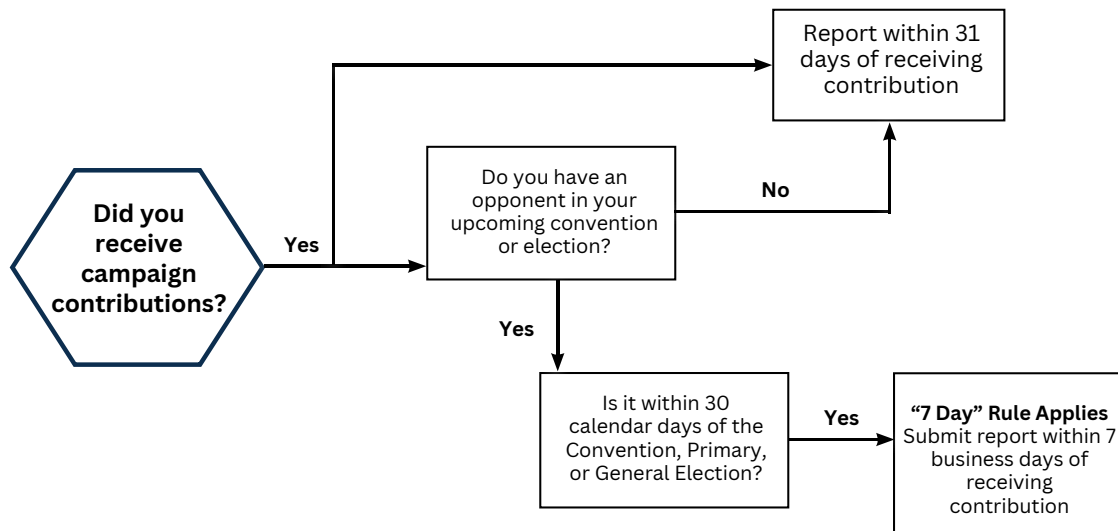 Report within 31
days of receiving
contribution
Did you
receive
campaign
contributions?
Yes
Do you have an
opponent in your
upcoming convention
or election?
No
Yes
Is it within 30
calendar days of the
Convention, Primary,
or General Election?
Yes
“7 Day” Rule Applies
Submit report within 7
business days of
receiving
contribution